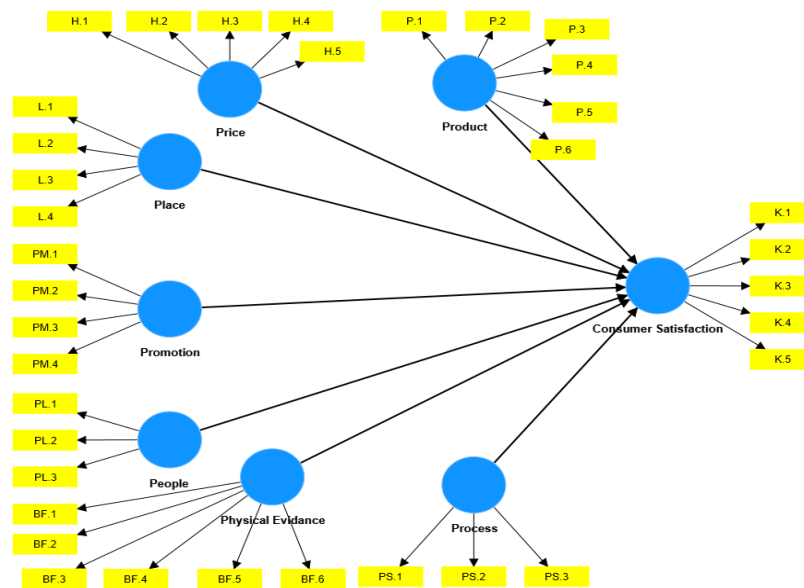 H.1
H.2
H.3
H.4
H.5
Price
P.1
P.2
P.3
P.4
P.5
P.6
Product
L.1
L.2
L.3
L.4
Place
PM.1
PM.2
PM.3
PM.4
Promotion
K.1
K.2
K.3
K.4
K.5
Consumer Satisfaction
PL.1
PL.2
PL.3
People
BF.1
BF.2
BF.3
BF.4
BF.5
BF.6
Physical Evidence
Process
PS.1
PS.2
PS.3